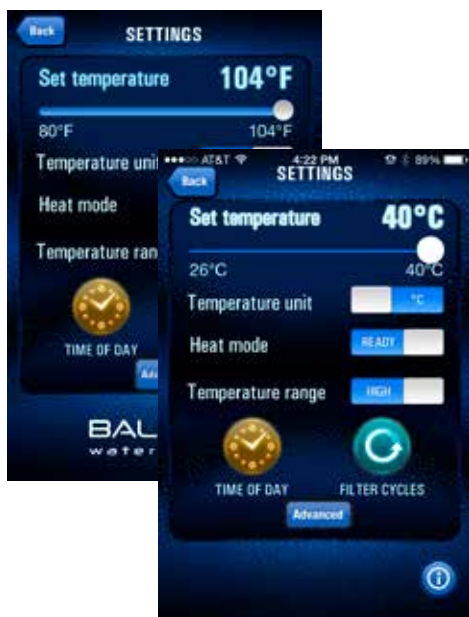 Back
SETTINGS
Set temperature 104°F
80°F 104°F
Temperature unit
Heat mode
Temperature ran
TIME OF DAY
BAL
water
AT&T 4:22 PM 89%
Back
SETTINGS
Set temperature 40°C
26°C 40°C
Temperature unit °C
Heat mode READY
Temperature range HIGH
TIME OF DAY FILTER CYCLES
Advanced